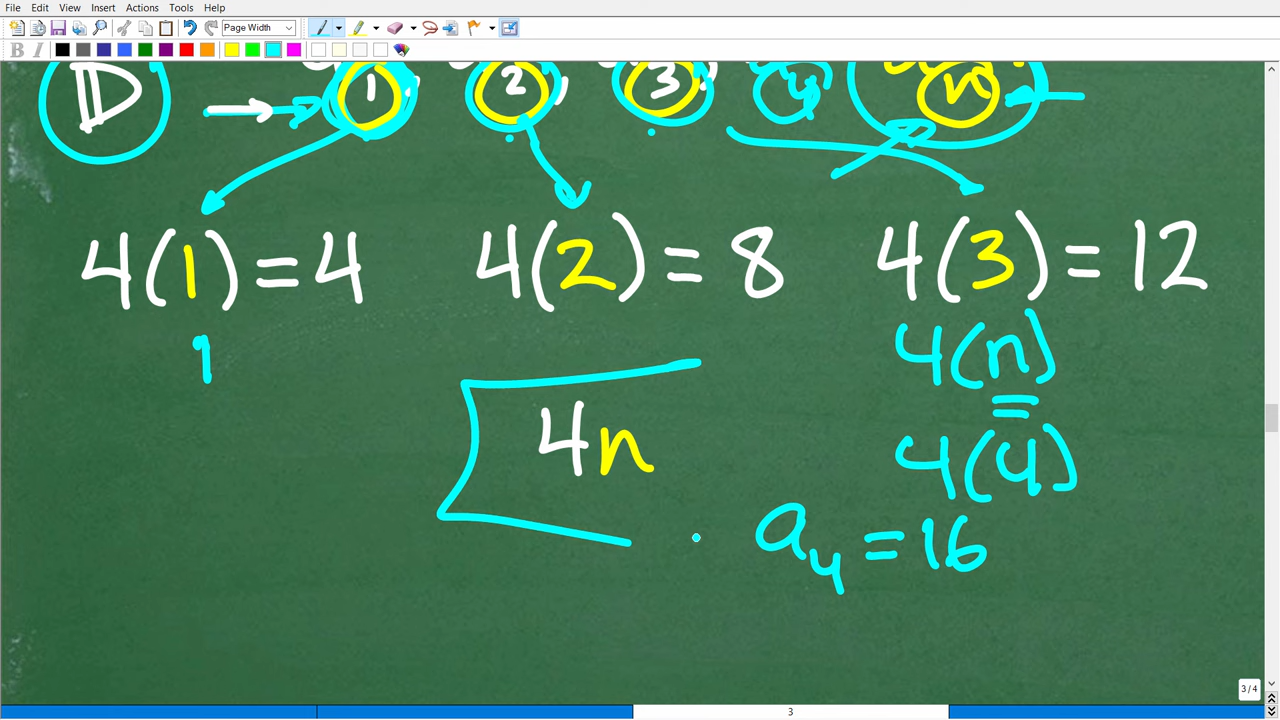 File Edit View Insert Actions Tools Help
Page Width
B I
D 1 2 3 4 n
4(1)=4 4(2)=8 4(3)=12
1 4(n)
=
4n 4(4)
a4=16
3/4
3